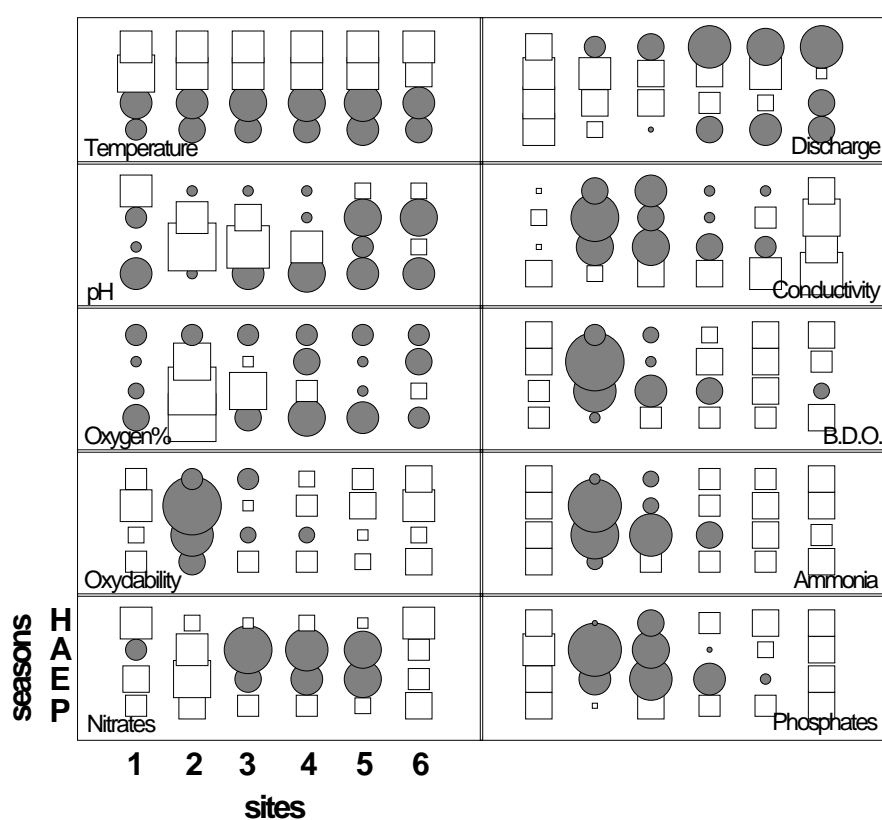 Temperature
Discharge
pH
Conductivity
Oxygen%
B.D.O.
Oxydability
Ammonia
seasons
H
A
E
P
Nitrates
Phosphates
1 2 3 4 5 6
sites